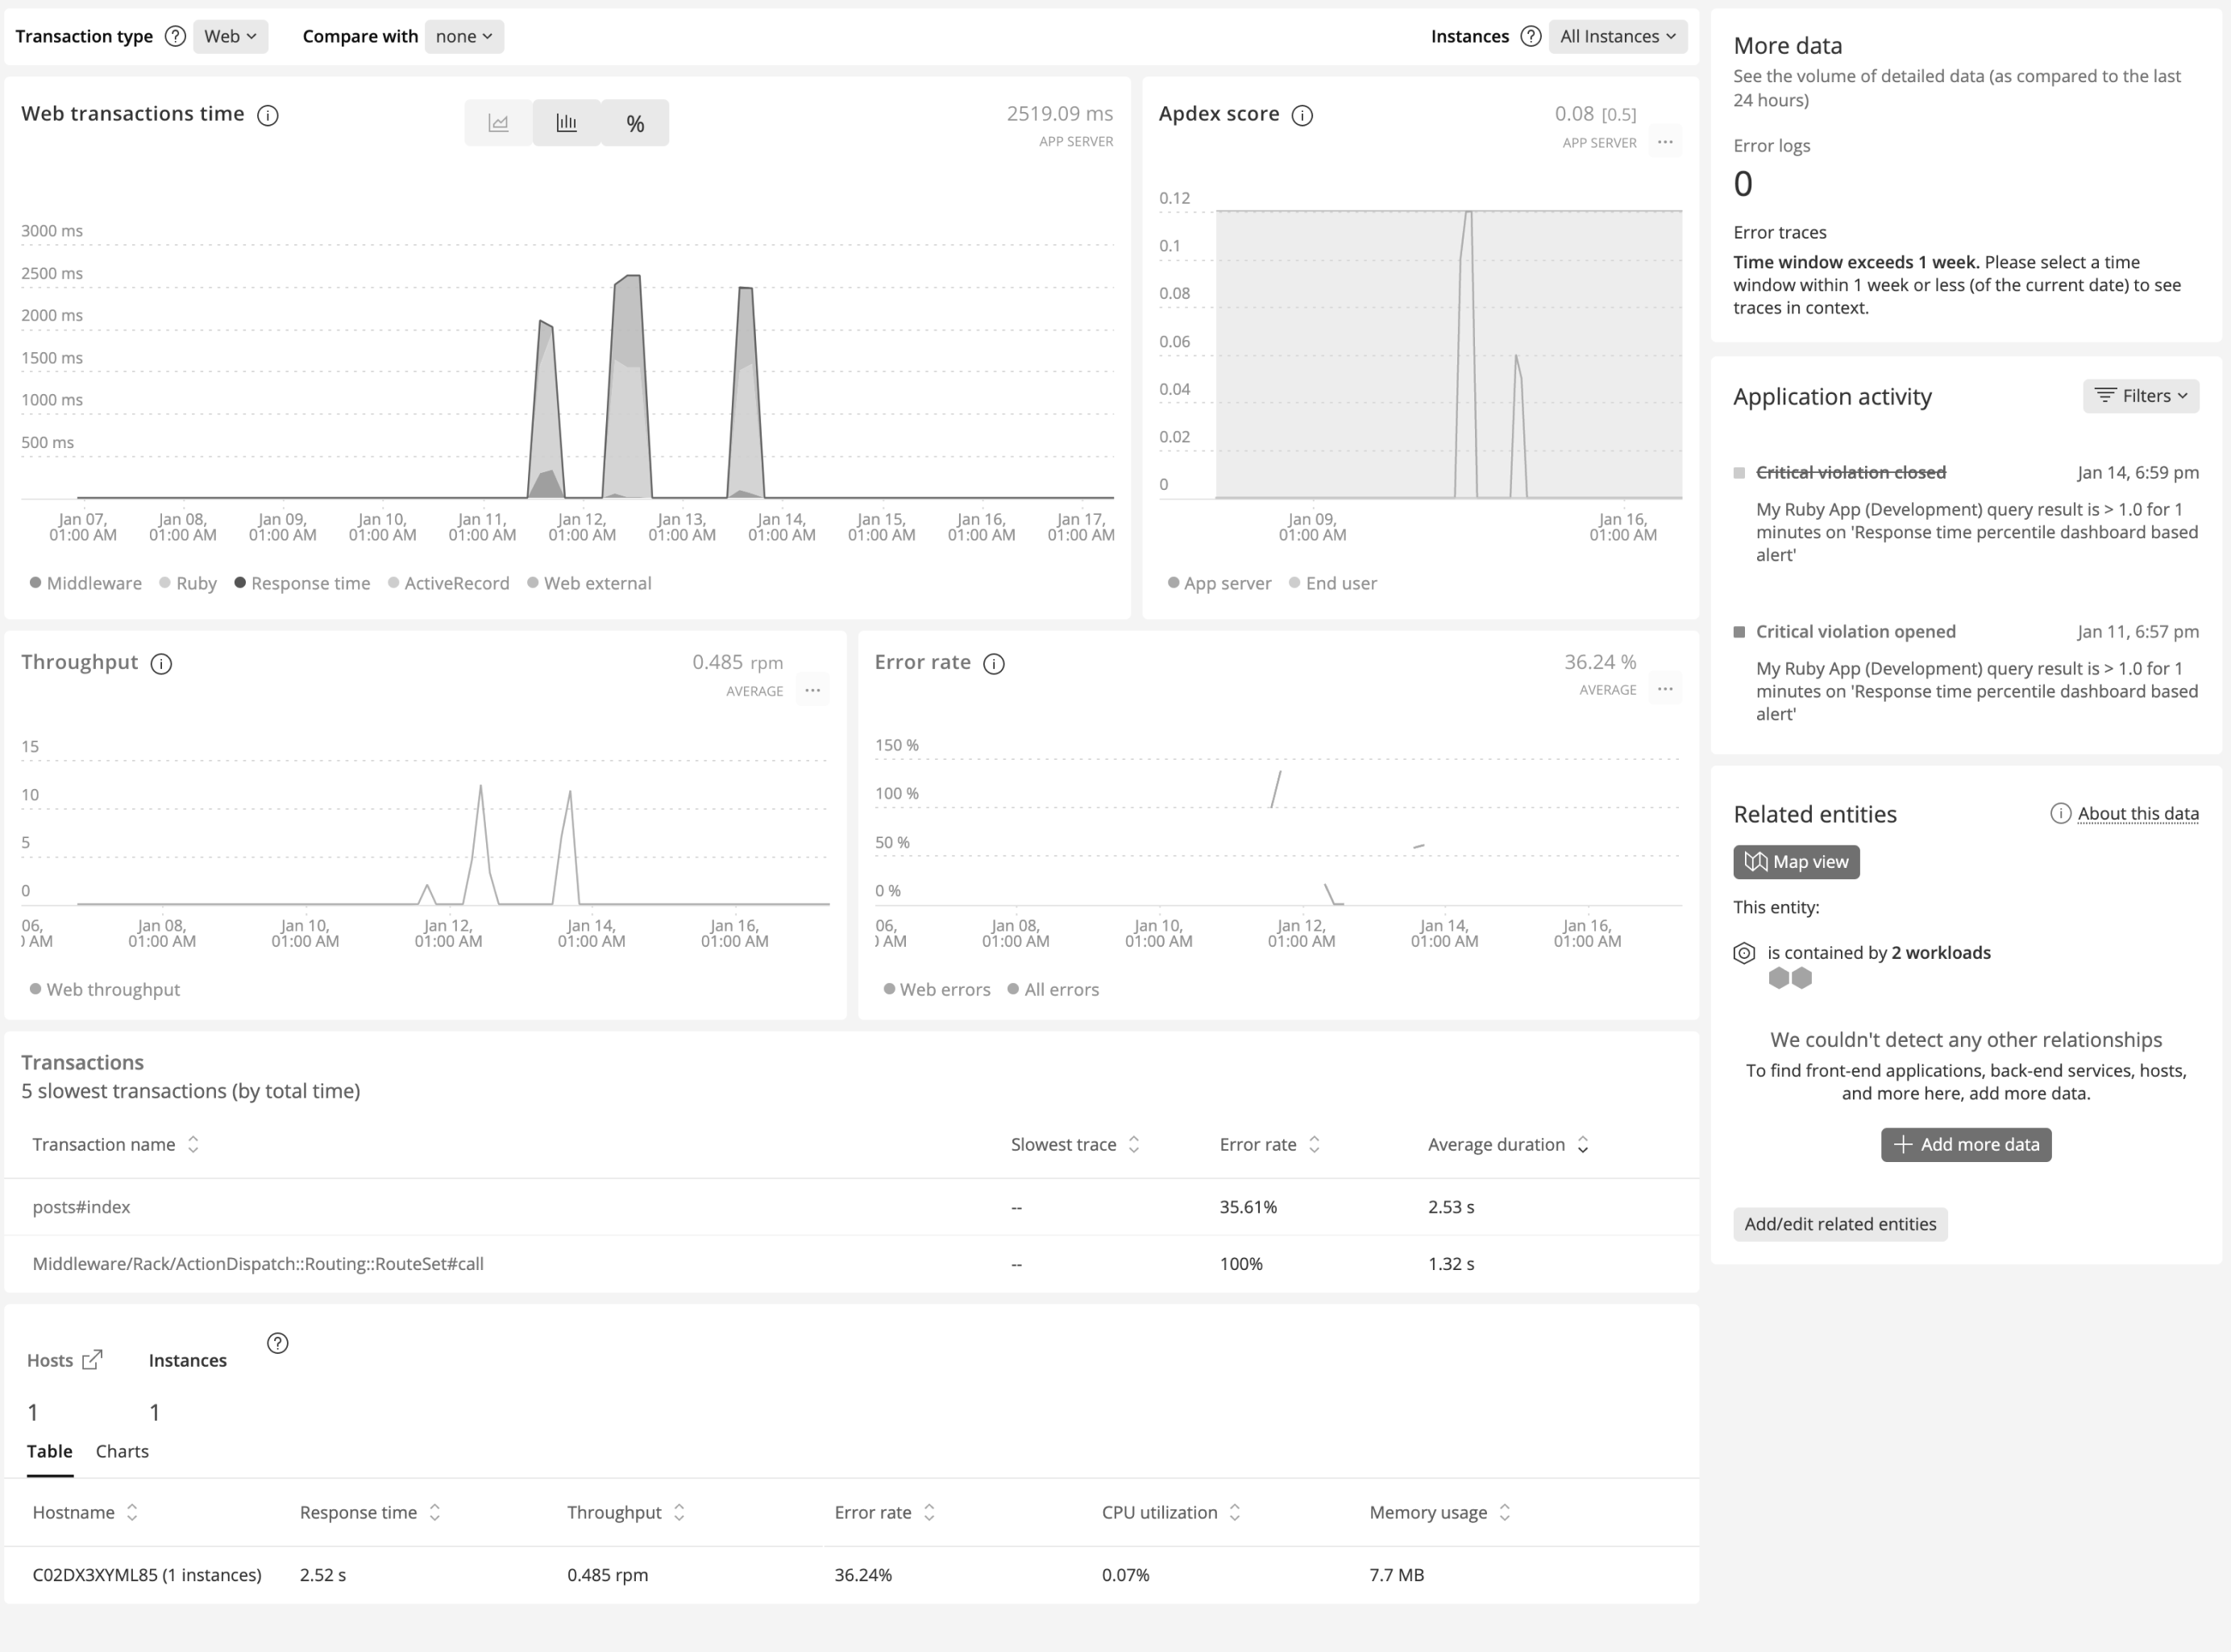 Transaction type ? Web Compare with none Instances ? All Instances
Web transactions time
%
2519.09 ms
APP SERVER
3000 ms
2500 ms
2000 ms
1500 ms
1000 ms
500 ms
Jan 07, Jan 08, Jan 09, Jan 10, Jan 11, Jan 12, Jan 13, Jan 14, Jan 15, Jan 16, Jan 17,
01:00 AM 01:00 AM 01:00 AM 01:00 AM 01:00 AM 01:00 AM 01:00 AM 01:00 AM 01:00 AM 01:00 AM 01:00 AM
Middleware Ruby Response time ActiveRecord Web external
Apdex score
0.08 [0.5]
APP SERVER
0.12
0.1
0.08
0.06
0.04
0.02
0
Jan 09, Jan 16,
01:00 AM 01:00 AM
App server End user
Throughput
0.485 rpm
AVERAGE
15
10
5
0
06, Jan 08, Jan 10, Jan 12, Jan 14, Jan 16,
) AM 01:00 AM 01:00 AM 01:00 AM 01:00 AM 01:00 AM
Web throughput
Error rate
36.24 %
AVERAGE
150 %
100 %
50 %
0 %
06, Jan 08, Jan 10, Jan 12, Jan 14, Jan 16,
) AM 01:00 AM 01:00 AM 01:00 AM 01:00 AM 01:00 AM
Web errors All errors
Transactions
5 slowest transactions (by total time)
Transaction name Slowest trace Error rate Average duration
posts#index -- 35.61% 2.53 s
Middleware/Rack/ActionDispatch::Routing::RouteSet#call -- 100% 1.32 s
Hosts Instances ?
1 1
Table Charts
Hostname Response time Throughput Error rate CPU utilization Memory usage
C02DX3XYML85 (1 instances) 2.52 s 0.485 rpm 36.24% 0.07% 7.7 MB
More data
See the volume of detailed data (as compared to the last
24 hours)
Error logs
0
Error traces
Time window exceeds 1 week. Please select a time
window within 1 week or less (of the current date) to see
traces in context.
Application activity Filters
Critical violation closed Jan 14, 6:59 pm
My Ruby App (Development) query result is > 1.0 for 1
minutes on 'Response time percentile dashboard based
alert'
Critical violation opened Jan 11, 6:57 pm
My Ruby App (Development) query result is > 1.0 for 1
minutes on 'Response time percentile dashboard based
alert'
Related entities About this data
Map view
This entity:
is contained by 2 workloads
We couldn't detect any other relationships
To find front-end applications, back-end services, hosts,
and more here, add more data.
Add more data
Add/edit related entities